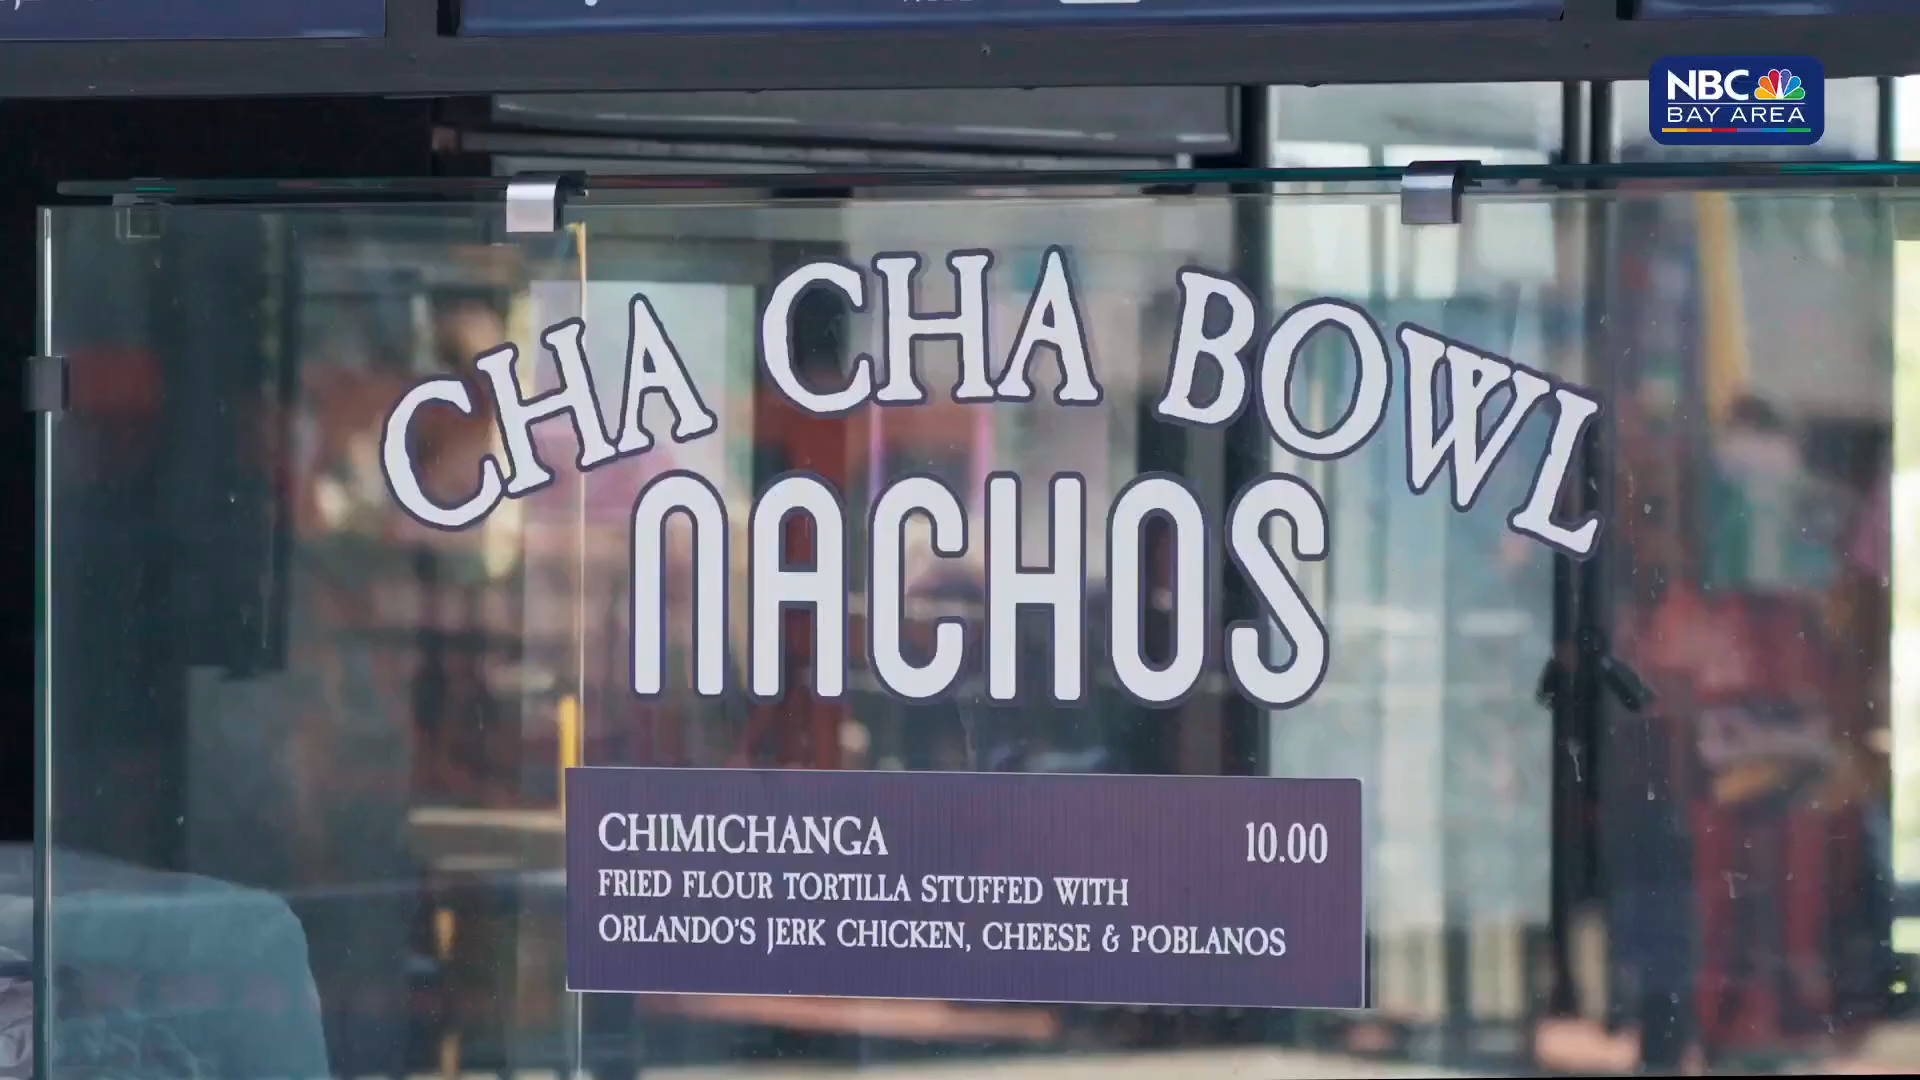 NBC
BAY AREA
CHA CHA BOWL
NACHOS
CHIMICHANGA 10.00
FRIED FLOUR TORTILLA STUFFED WITH
ORLANDO'S JERK CHICKEN, CHEESE & POBLANOS